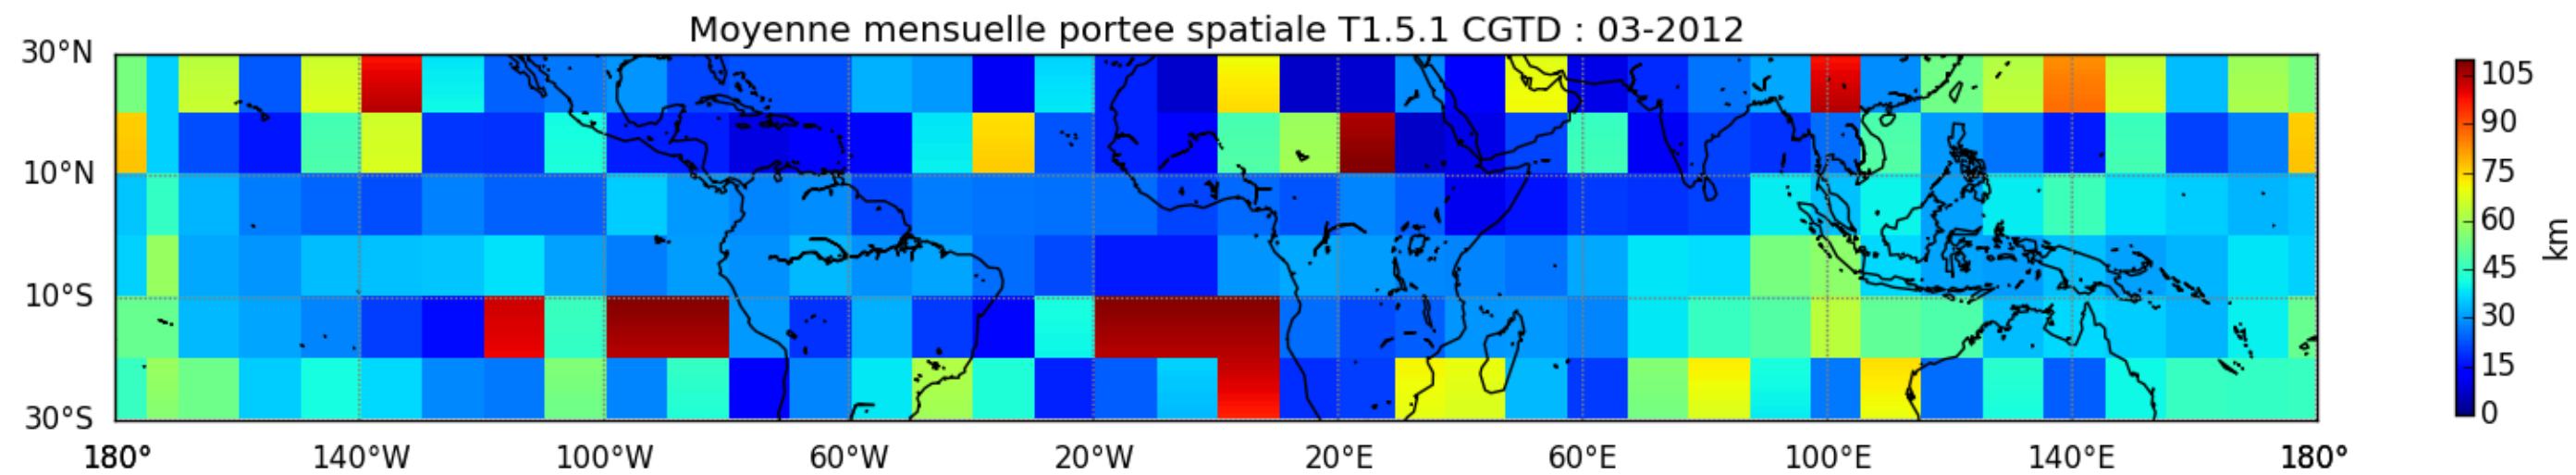 Moyenne mensuelle portee spatiale T1.5.1 CGTD : 03-2012
30°N
10°N
10°S
30°S
180° 140°W 100°W 60°W 20°W 20°E 60°E 100°E 140°E 180°
105
90
75
60
45
30
15
0
km